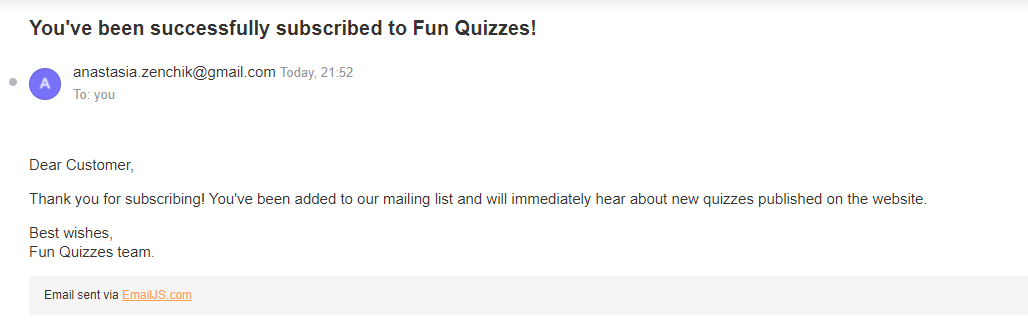 You've been successfully subscribed to Fun Quizzes!
A
anastasia.zenchik@gmail.com Today, 21:52
To: you
Dear Customer,
Thank you for subscribing! You've been added to our mailing list and will immediately hear about new quizzes published on the website.
Best wishes,
Fun Quizzes team.
Email sent via EmailJS.com